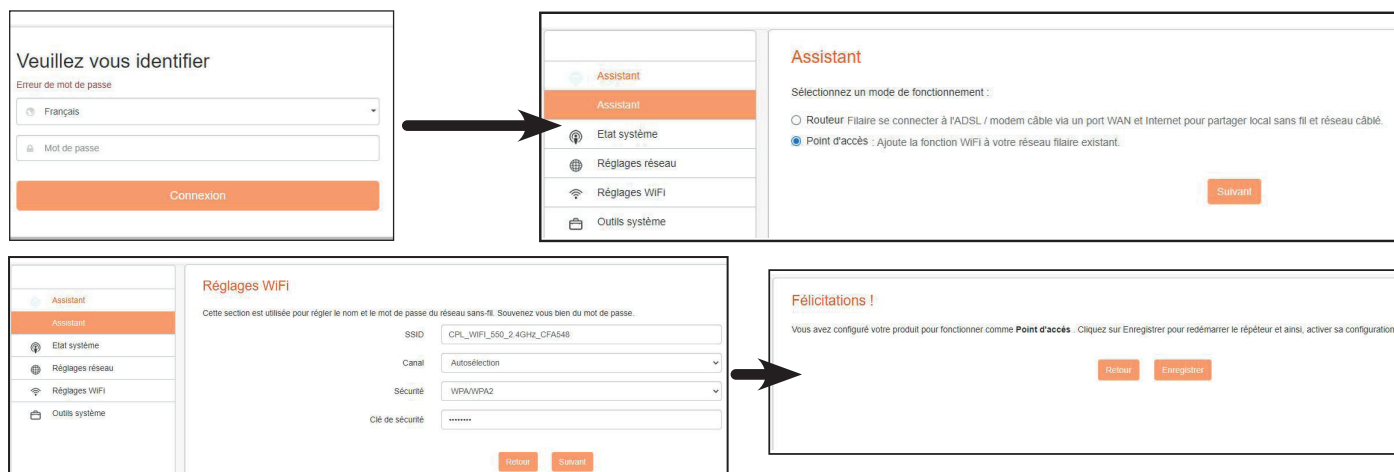 Veuillez vous identifier
Erreur de mot de passe
Français
Mot de passe
Connexion
Assistant
Assistant
Etat système
Réglages réseau
Réglages WiFi
Outils système
Assistant
Sélectionnez un mode de fonctionnement :
Routeur Filaire se connecter à l'ADSL / modem câble via un port WAN et Internet pour partager local sans fil et réseau câblé.
Point d'accès : Ajoute la fonction WiFi à votre réseau filaire existant.
Suivant
Assistant
Assistant
Etat système
Réglages réseau
Réglages WiFi
Outils système
Réglages WiFi
Cette section est utilisée pour régler le nom et le mot de passe du réseau sans-fil. Souvenez vous bien du mot de passe.
SSID CPL_WIFI_550_2.4GHz_CFA548
Canal Autosélection
Sécurité WPA/WPA2
Clé de sécurité ••••••••
Retour Suivant
Félicitations !
Vous avez configuré votre produit pour fonctionner comme Point d'accès . Cliquez sur Enregistrer pour redémarrer le répéteur et ainsi, activer sa configuration
Retour Enregistrer